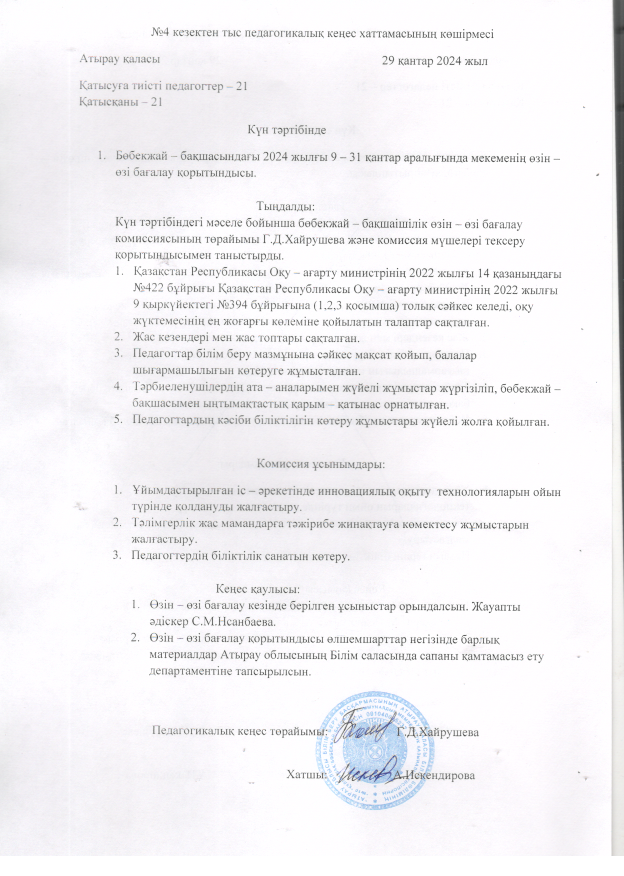 №4 кезектен тыс педагогикалық кеңес хаттамасының көшірмесі
Атырау қаласы 29 қантар 2024 жыл
Қатысуға тиісті педагогтер – 21
Қатысқаны – 21
Күн тәртібінде
1. Бөбекжай – бақшасындағы 2024 жылғы 9 – 31 қантар аралығында мекеменің өзін –
өзі бағалау қорытындысы.
Тыңдалды:
Күн тәртібіндегі мәселе бойынша бөбекжай – бақшаішілік өзін – өзі бағалау
комиссиясының төрайымы Г.Д.Хайрушева және комиссия мүшелері тексеру
қорытындысымен таныстырды.
1. Қазақстан Республикасы Оқу – ағарту министрінің 2022 жылғы 14 қазанындағы
№422 бұйрығы Қазақстан Республикасы Оқу – ағарту министрінің 2022 жылғы
9 қыркүйектегі №394 бұйрығына (1,2,3 қосымша) толық сәйкес келеді, оқу
жүктемесінің ең жоғарғы көлеміне қойылатын талаптар сақталған.
2. Жас кезендері мен жас топтары сақталған.
3. Педагогтар білім беру мазмұнына сәйкес мақсат қойып, балалар
шығармашылығын көтеруге жұмысталған.
4. Тәрбиеленушілердің ата – аналарымен жүйелі жұмыстар жүргізіліп, бөбекжай –
бақшасымен ынтымақтастық қарым – қатынас орнатылған.
5. Педагогтардың кәсіби біліктілігін көтеру жұмыстары жүйелі жолға қойылған.
Комиссия ұсынымдары:
1. Ұйымдастырылған іс – әрекетінде инновациялық оқыту технологияларын ойын
түрінде қолдануды жалғастыру.
2. Тәлімгерлік жас мамандарға тәжірибе жинақтауға көмектесу жұмыстарын
жалғастыру.
3. Педагогтердің біліктілік санатын көтеру.
Кеңес қаулысы:
1. Өзін – өзі бағалау кезінде берілген ұсыныстар орындалсын. Жауапты
әдіскер С.М.Нсанбаева.
2. Өзін – өзі бағалау қорытындысы өлшемшарттар негізінде барлық
материалдар Атырау облысының Білім саласында сапаны қамтамасыз ету
департаментіне тапсырылсын.
Педагогикалық кеңес төрайымы: Г.Д.Хайрушева
Хатшы: А.Искендирова